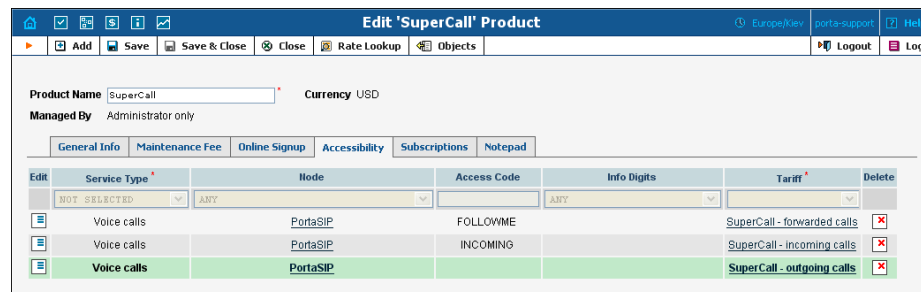 Edit 'SuperCall' Product
Europe/Kiev porta-support Hel
Add Save Save & Close Close Rate Lookup Objects Logout Log
Product Name SuperCall * Currency USD
Managed By Administrator only
General Info Maintenance Fee Online Signup Accessibility Subscriptions Notepad
Edit Service Type * Node Access Code Info Digits Tariff * Delete
NOT SELECTED ANY ANY
Voice calls PortaSIP FOLLOWME SuperCall - forwarded calls
Voice calls PortaSIP INCOMING SuperCall - incoming calls
Voice calls PortaSIP SuperCall - outgoing calls